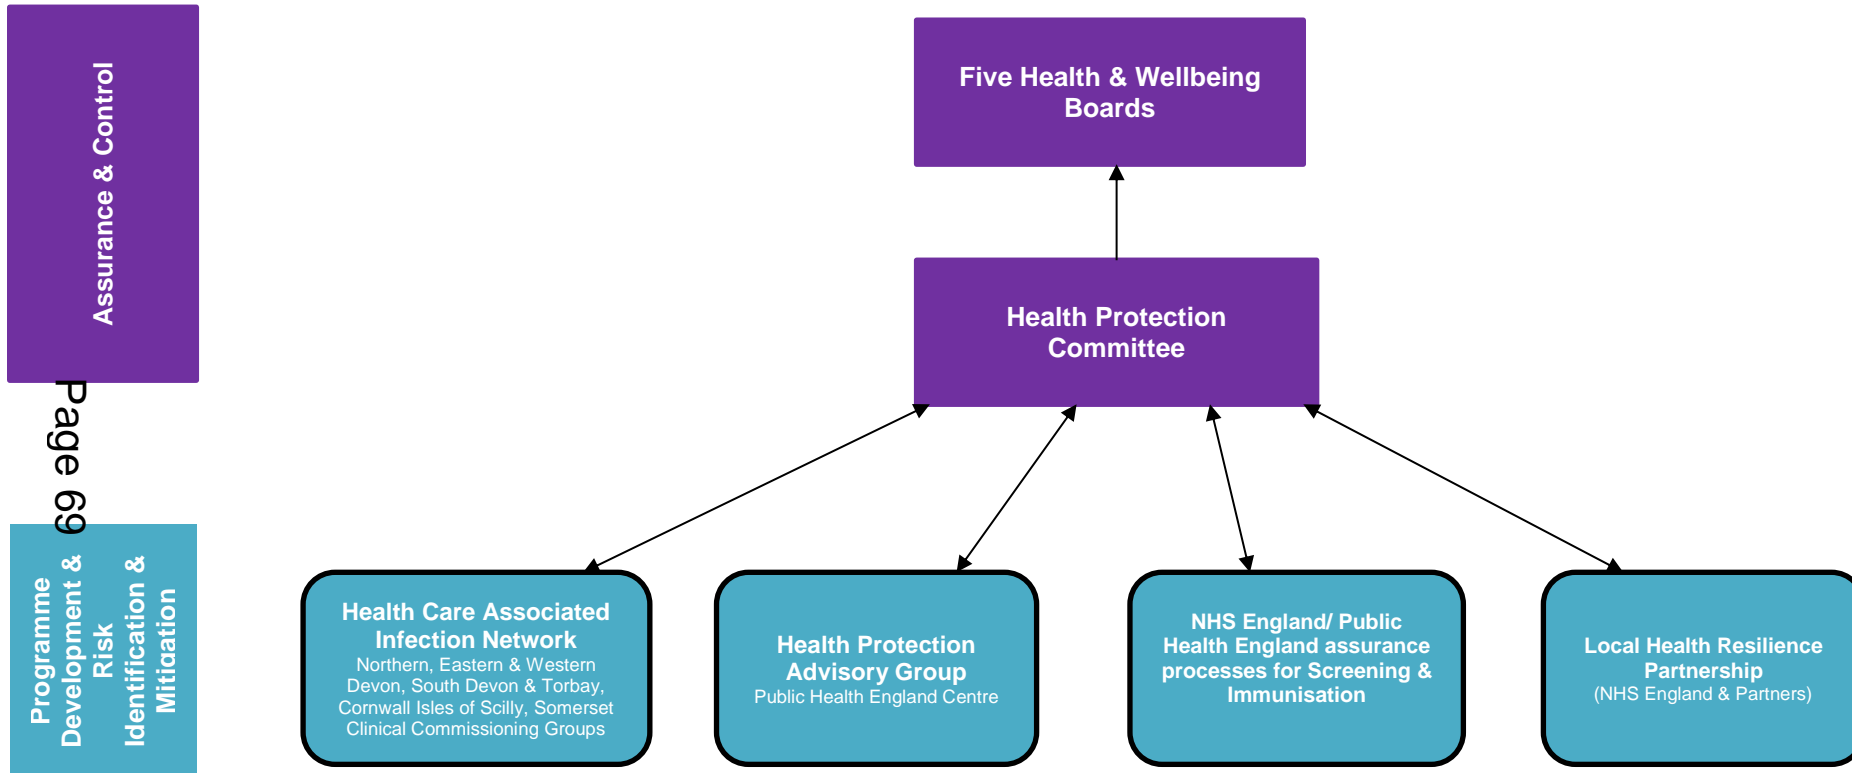 Assurance & Control
Page 69
Programme
Development &
Risk
Identification &
Mitigation
Five Health & Wellbeing
Boards
Health Protection
Committee
Health Care Associated
Infection Network
Northern, Eastern & Western
Devon, South Devon & Torbay,
Cornwall Isles of Scilly, Somerset
Clinical Commissioning Groups
Health Protection
Advisory Group
Public Health England Centre
NHS England/ Public
Health England assurance
processes for Screening &
Immunisation
Local Health Resilience
Partnership
(NHS England & Partners)